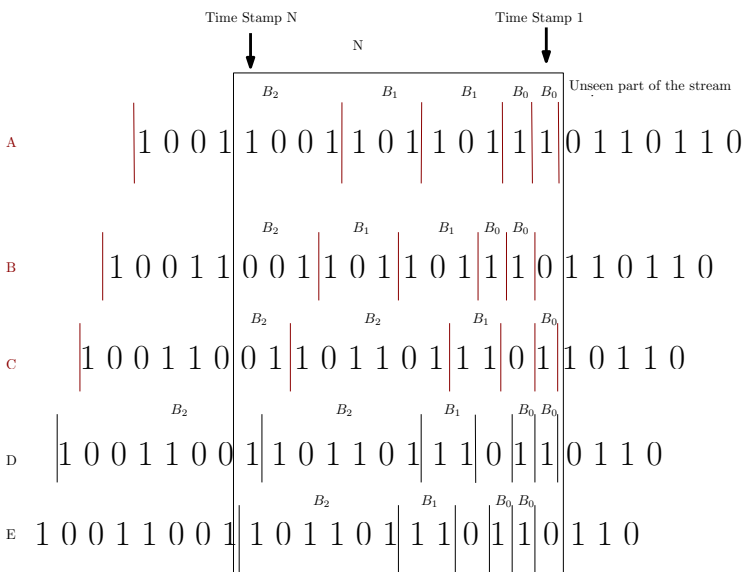 Time Stamp N Time Stamp 1
N
Unseen part of the stream
B₂ B₁ B₁ B₀ B₀
A 1 0 0 1 1 0 0 1 1 0 1 1 0 1 1 1 0 1 1 0 1 1 0
B₂ B₁ B₁ B₀ B₀
B 1 0 0 1 1 0 0 1 1 0 1 1 0 1 1 1 0 1 1 0 1 1 0
B₂ B₂ B₁ B₀
C 1 0 0 1 1 0 0 1 1 0 1 1 0 1 1 1 0 1 1 0 1 1 0
B₂ B₂ B₁ B₀ B₀
D 1 0 0 1 1 0 0 1 1 0 1 1 0 1 1 1 0 1 1 0 1 1 0
B₂ B₁ B₀ B₀
E 1 0 0 1 1 0 0 1 1 0 1 1 0 1 1 1 0 1 1 0 1 1 0